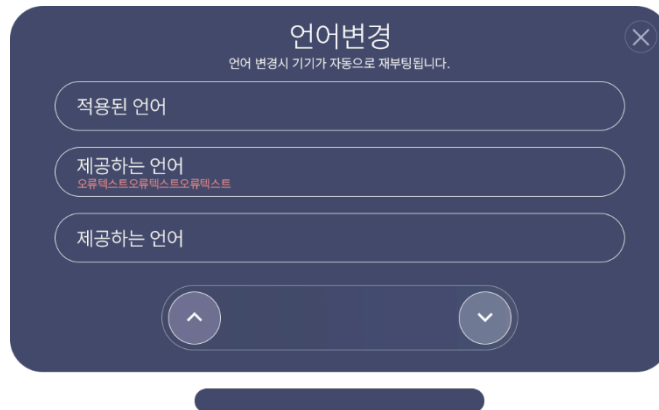 언어변경
언어 변경시 기기가 자동으로 재부팅됩니다.
적용된 언어
제공하는 언어
오류텍스트오류텍스트오류텍스트
제공하는 언어